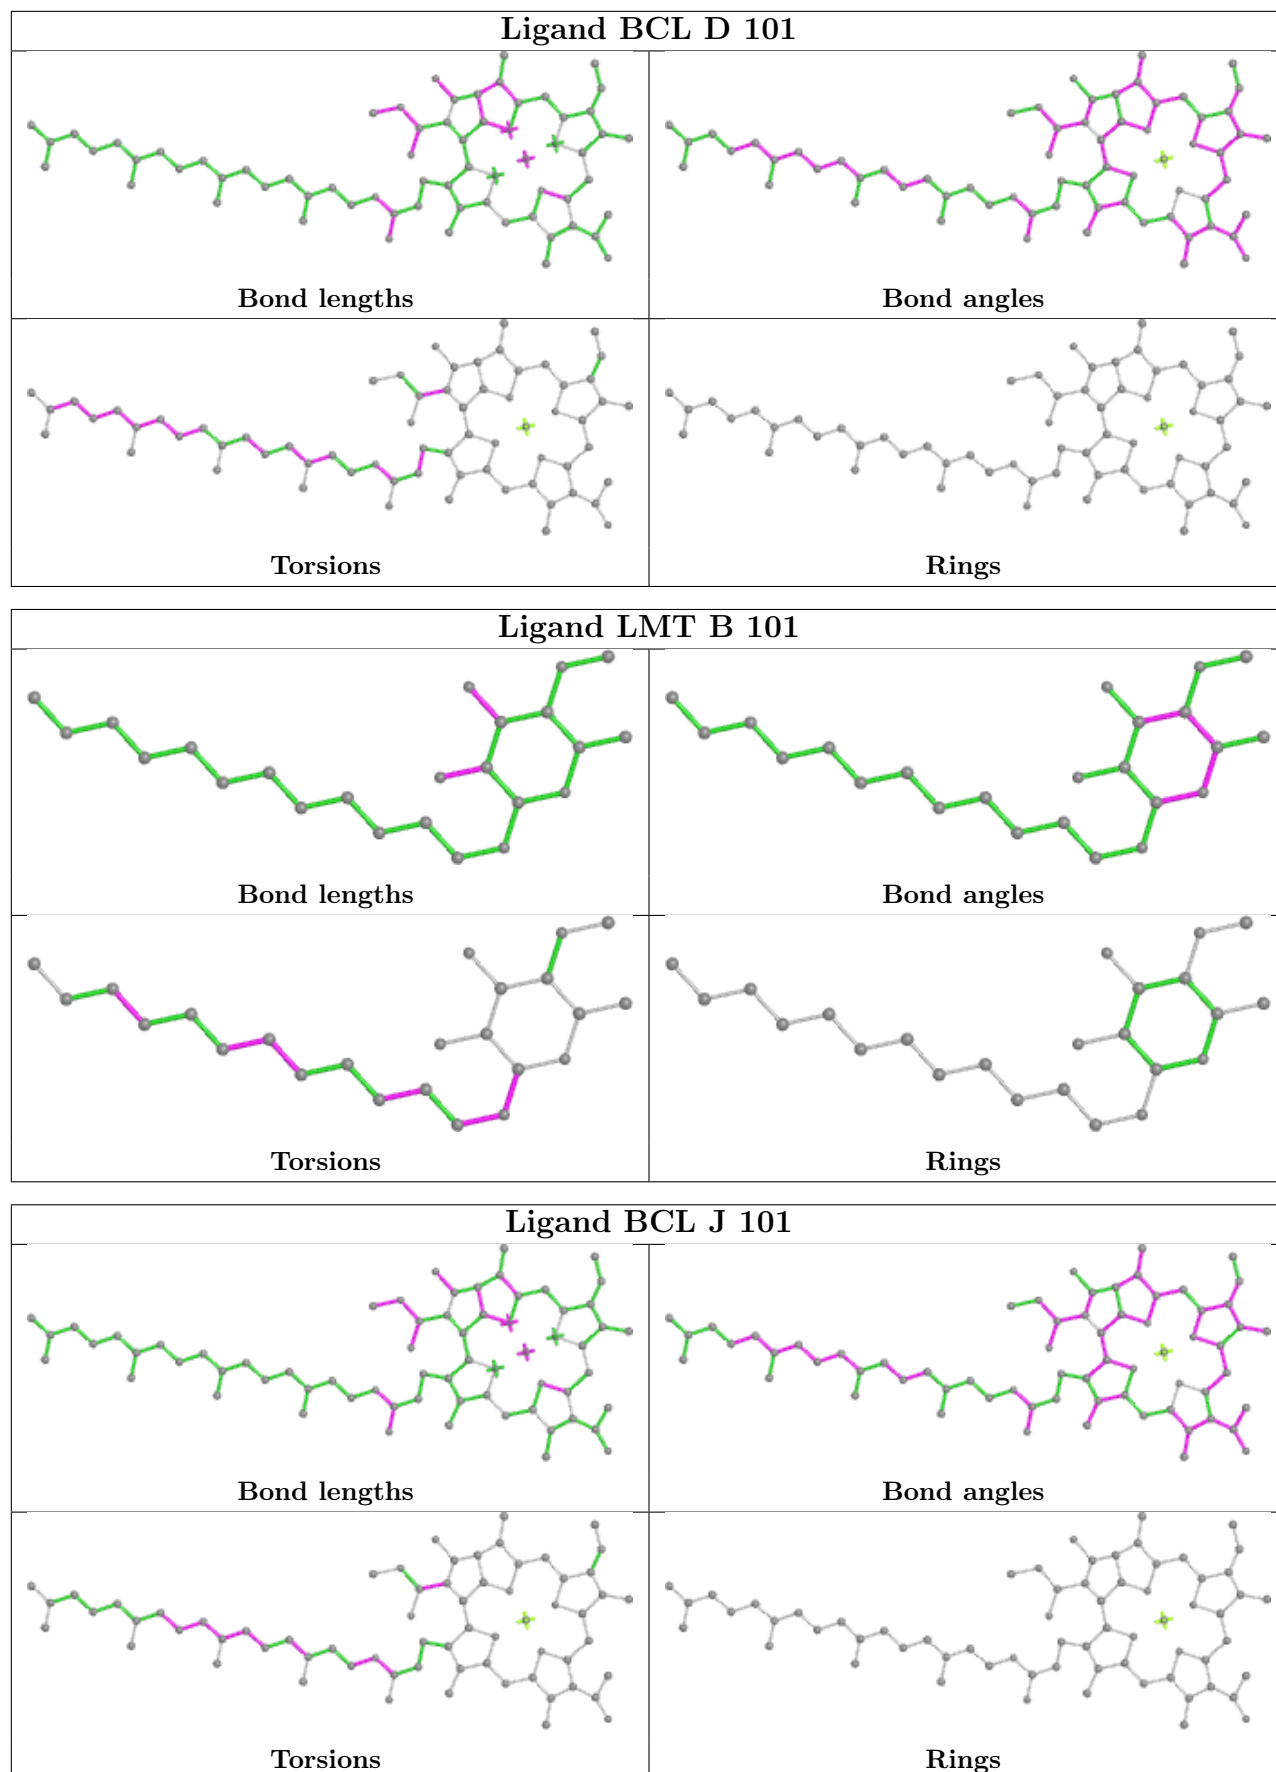 Ligand BCL D 101
Bond lengths
Bond angles
Torsions
Rings
Ligand LMT B 101
Bond lengths
Bond angles
Torsions
Rings
Ligand BCL J 101
Bond lengths
Bond angles
Torsions
Rings